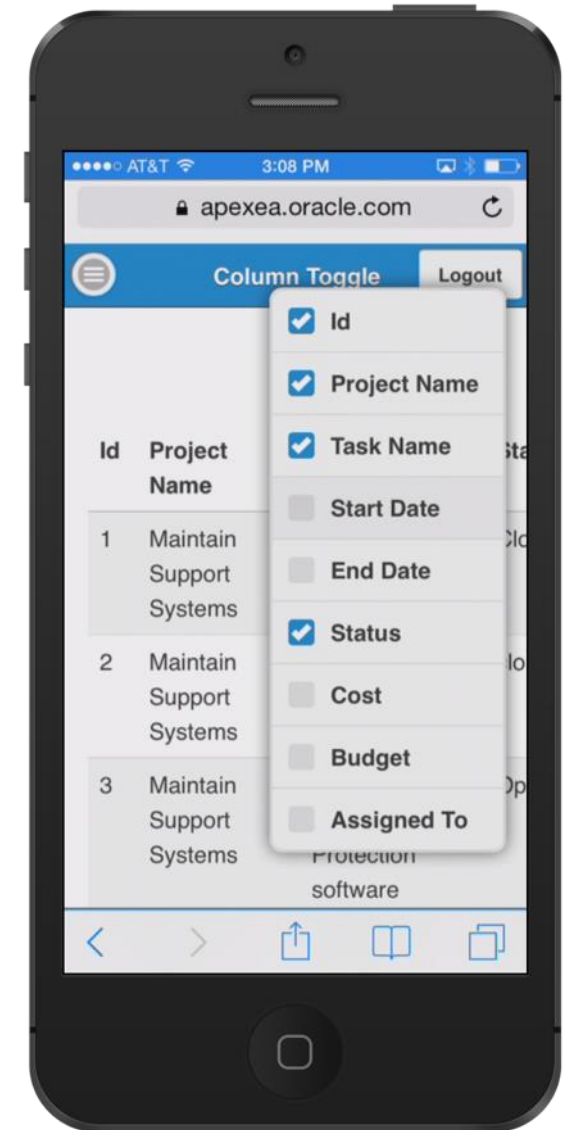 AT&T 3:08 PM
apexea.oracle.com
Column Toggle Logout
Id
Project Name
Task Name
Start Date
End Date
Status
Cost
Budget
Assigned To
Id Project
Name
1 Maintain
Support
Systems
2 Maintain
Support
Systems
3 Maintain
Support
Systems
Protection
software